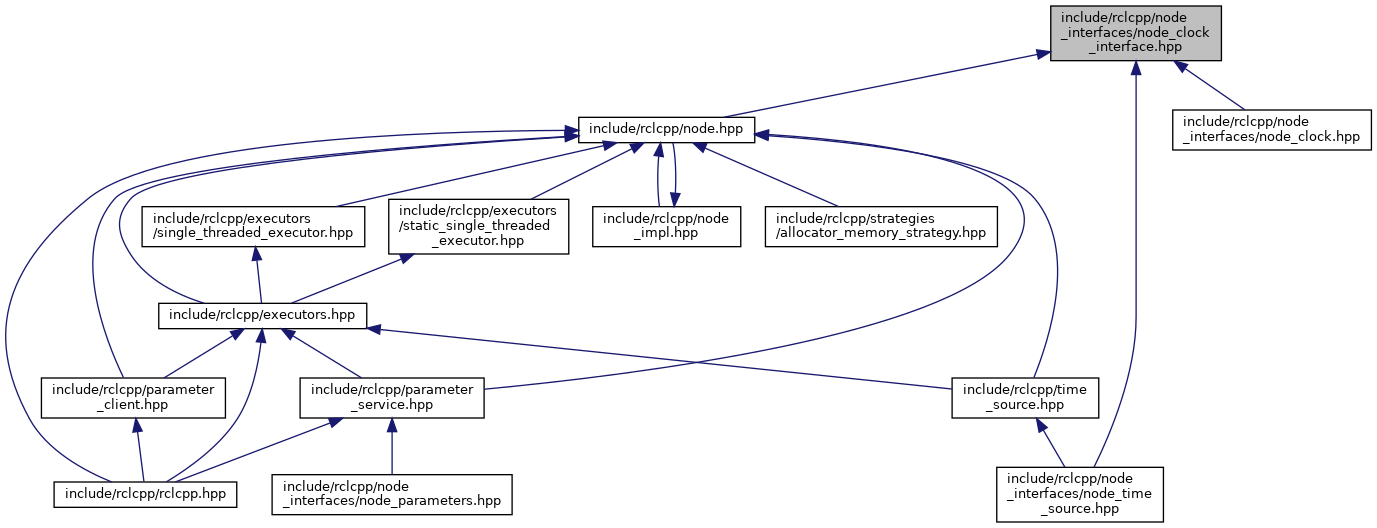 include/rclcpp/node
_interfaces/node_clock
_interface.hpp
include/rclcpp/node.hpp
include/rclcpp/node
_interfaces/node_clock.hpp
include/rclcpp/executors
/single_threaded_executor.hpp
include/rclcpp/executors
/static_single_threaded
_executor.hpp
include/rclcpp/node
_impl.hpp
include/rclcpp/strategies
/allocator_memory_strategy.hpp
include/rclcpp/executors.hpp
include/rclcpp/parameter
_client.hpp
include/rclcpp/parameter
_service.hpp
include/rclcpp/time
_source.hpp
include/rclcpp/rclcpp.hpp
include/rclcpp/node
_interfaces/node_parameters.hpp
include/rclcpp/node
_interfaces/node_time
_source.hpp